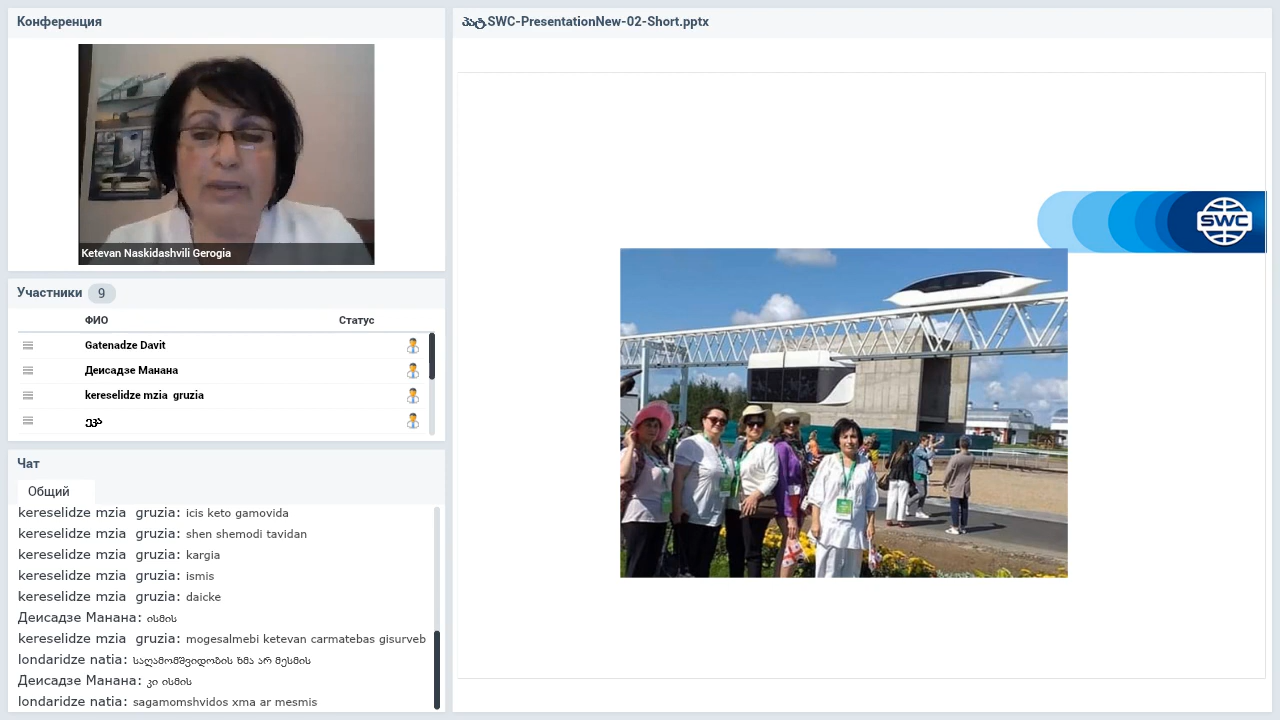 Конференция
Ketevan Naskidashvili Gerogia
Участники 9
ФИО Статус
Gatenadze Davit
Деисадзе Манана
kereselidze mzia gruzia
ევა
Чат
Общий
kereselidze mzia gruzia: icis keto gamovida
kereselidze mzia gruzia: shen shemodi tavidan
kereselidze mzia gruzia: kargia
kereselidze mzia gruzia: ismis
kereselidze mzia gruzia: daicke
Деисадзе Манана: ისმის
kereselidze mzia gruzia: mogesalmebi ketevan carmatebas gisurveb
londaridze natia: საღამომშვიდობის ხმა არ მესმის
Деисадзе Манана: კი ისმის
londaridze natia: sagamomshvidos xma ar mesmis
პატ.SWC-PresentationNew-02-Short.pptx
SWC